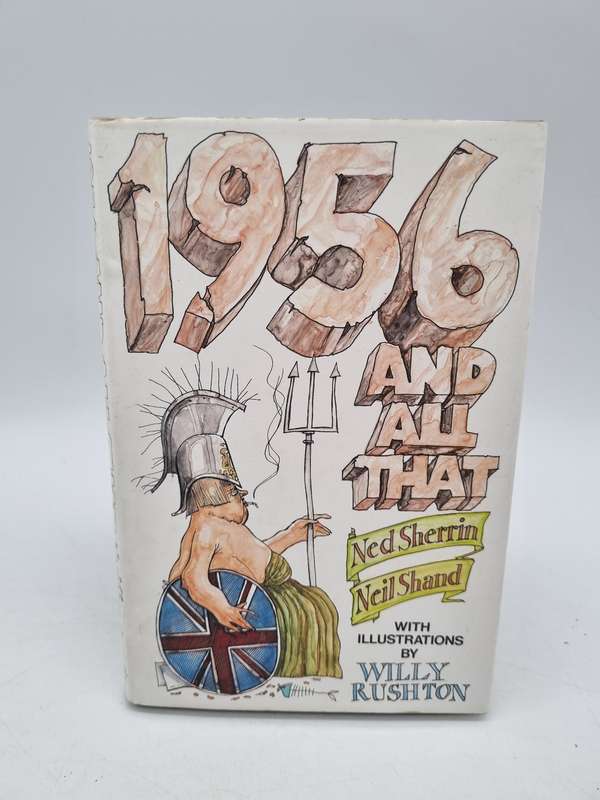 1956
AND
ALL
THAT
Ned Sherrin
Neil Shand
WITH
ILLUSTRATIONS
BY
WILLY
RUSHTON